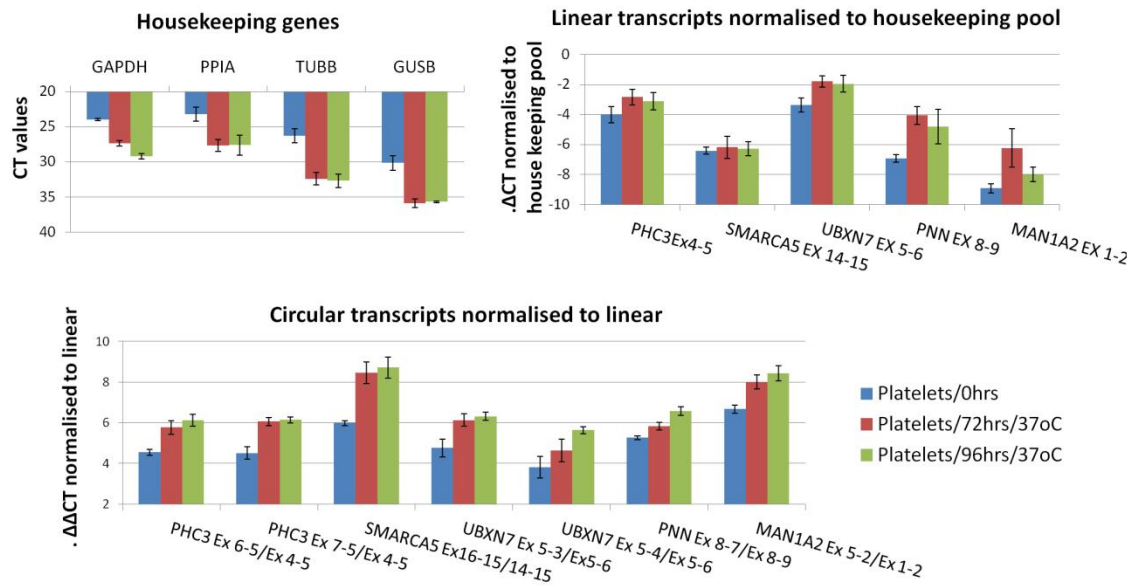 Housekeeping genes
GAPDH PPIA TUBB GUSB
20
25
30
35
40
CT values
Linear transcripts normalised to housekeeping pool
0
-2
-4
-6
-8
-10
.ΔCT normalised to
house keeping pool
PHC3Ex4-5
SMARCA5 EX 14-15
UBXN7 EX 5-6
PNN EX 8-9
MAN1A2 EX 1-2
Circular transcripts normalised to linear
10
8
6
4
2
. ΔΔCT normalised to linear
PHC3 Ex 6-5/Ex 4-5
PHC3 Ex 7-5/Ex 4-5
SMARCA5 Ex16-15/14-15
UBXN7 Ex 5-3/Ex5-6
UBXN7 Ex 5-4/Ex 5-6
PNN Ex 8-7/Ex 8-9
MAN1A2 Ex 5-2/Ex 1-2
Platelets/0hrs
Platelets/72hrs/37oC
Platelets/96hrs/37oC